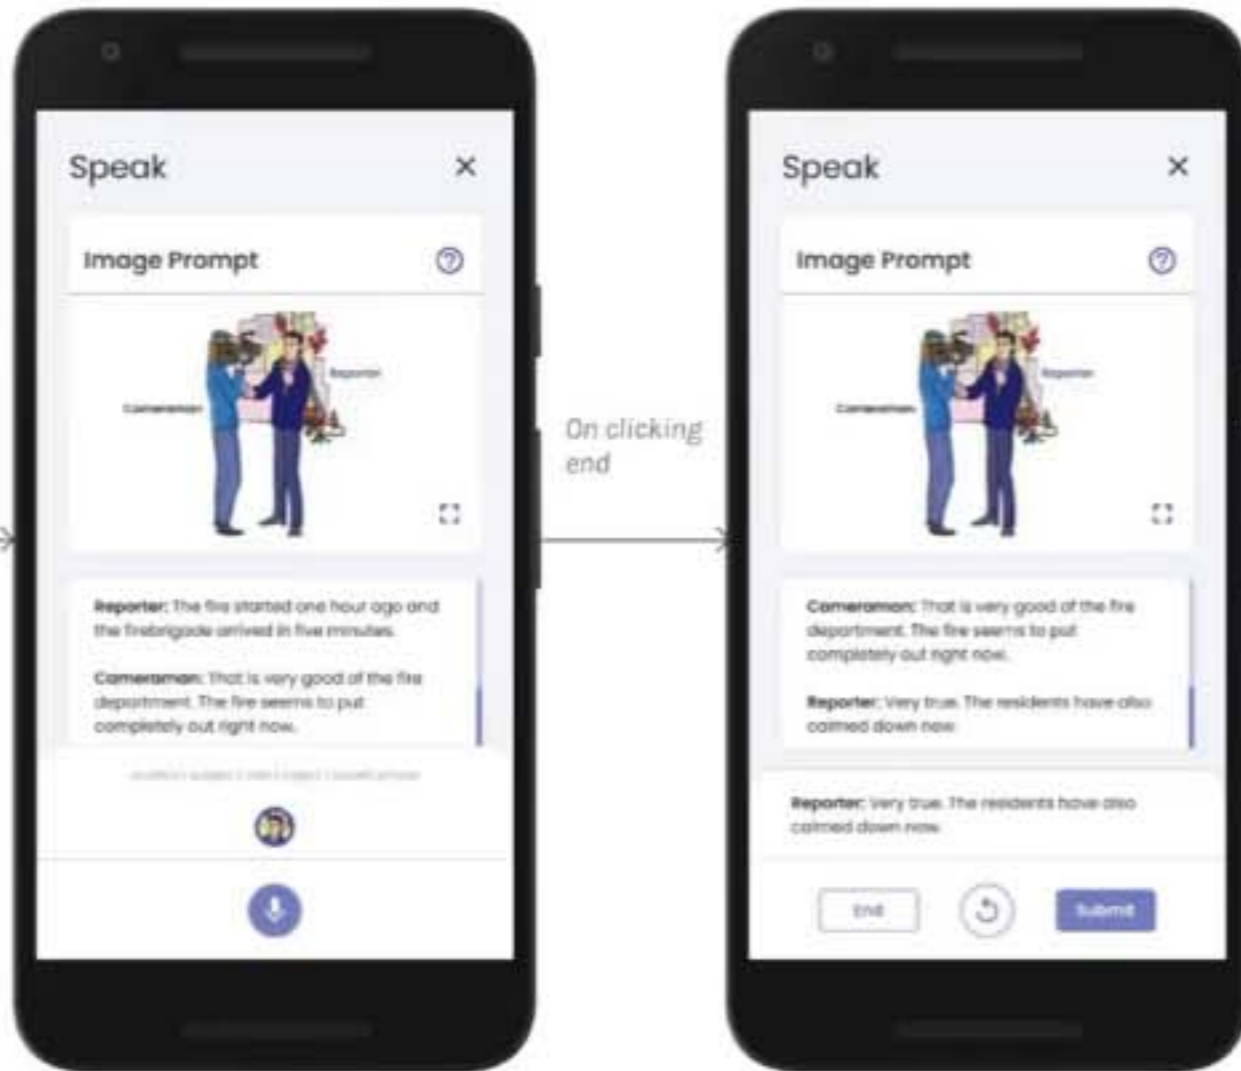 Speak
Image Prompt
Reporter
Cameraman
Reporter: The fire started one hour ago and
the firebrigade arrived in five minutes.
Cameraman: That is very good of the fire
department. The fire seems to put
completely out right now.
On clicking
end
Speak
Image Prompt
Reporter
Cameraman
Cameraman: That is very good of the fire
department. The fire seems to put
completely out right now.
Reporter: Very true. The residents have also
calmed down now.
Reporter: Very true. The residents have also
calmed down now.
End
Submit